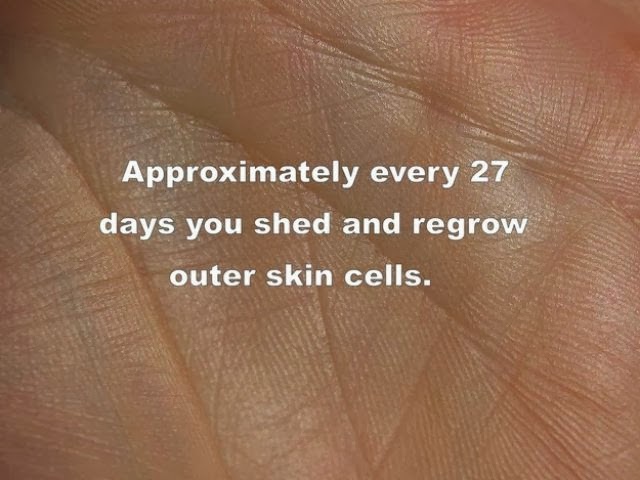 Approximately every 27
days you shed and regrow
outer skin cells.